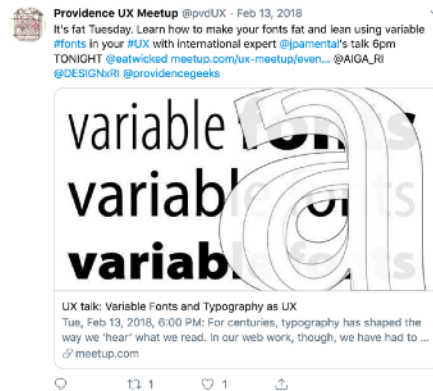 Providence UX Meetup @pvdUX · Feb 13, 2018
It's fat Tuesday. Learn how to make your fonts fat and lean using variable
#fonts in your #UX with international expert @jpamental's talk 6pm
TONIGHT @eatwicked meetup.com/ux-meetup/even... @AIGA_RI
@DESIGNxRI @providencegeeks
variable fonts
variable fonts
variable fonts
a
UX talk: Variable Fonts and Typography as UX
Tue, Feb 13, 2018, 6:00 PM: For centuries, typography has shaped the
way we 'hear' what we read. In our web work, though, we have had to ...
meetup.com
1 1